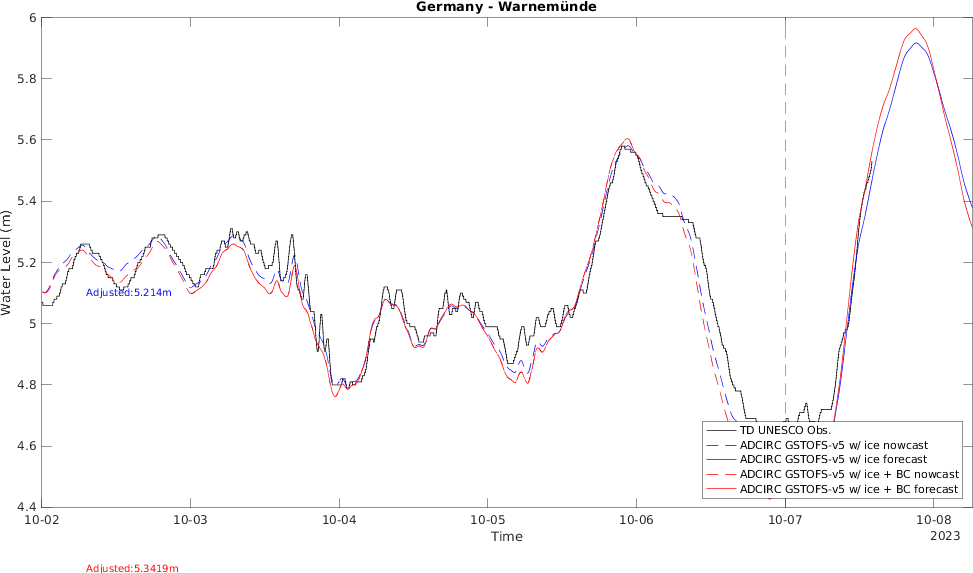 Germany - Warnemünde
6
5.8
5.6
5.4
5.2
5
4.8
4.6
4.4
Water Level (m)
Adjusted:5.214m
TD UNESCO Obs.
ADCIRC GSTOFS-v5 w/ ice nowcast
ADCIRC GSTOFS-v5 w/ ice forecast
ADCIRC GSTOFS-v5 w/ ice + BC nowcast
ADCIRC GSTOFS-v5 w/ ice + BC forecast
10-02 10-03 10-04 10-05 10-06 10-07 10-08
Time
2023
Adjusted:5.3419m